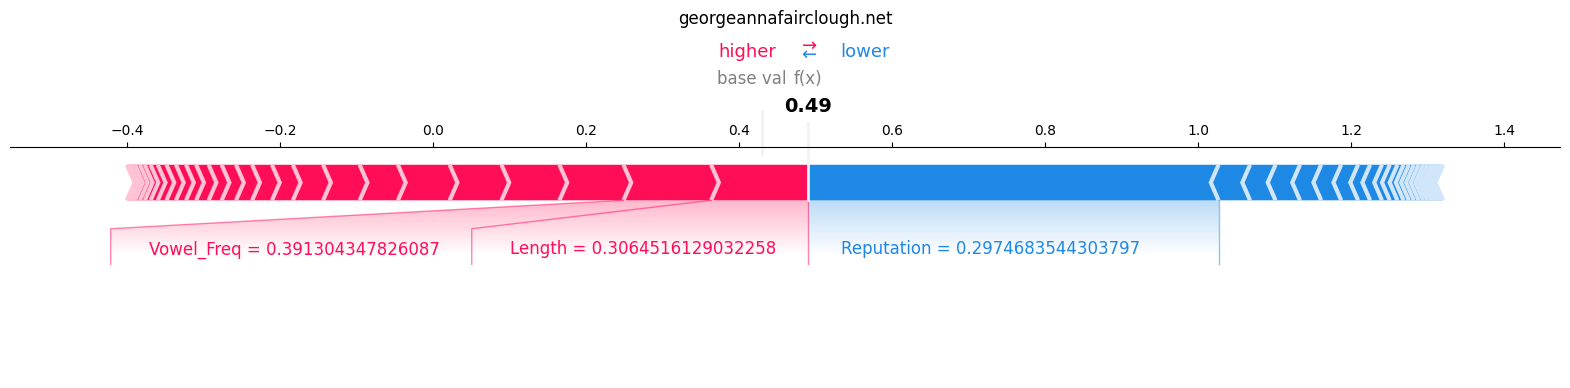 georgeannafairclough.net
higher ⇄ lower
base val f(x)
0.49
−0.4 −0.2 0.0 0.2 0.4 0.6 0.8 1.0 1.2 1.4
Vowel_Freq = 0.391304347826087 Length = 0.3064516129032258 Reputation = 0.2974683544303797